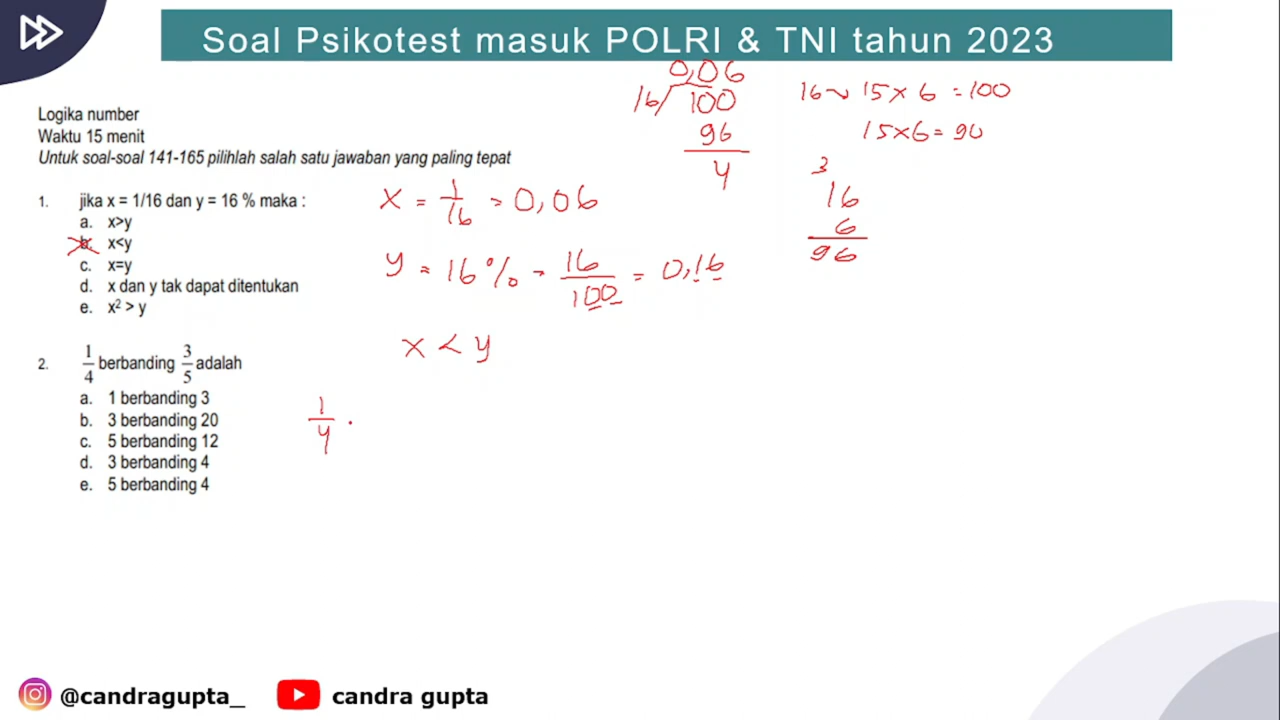 Soal Psikotest masuk POLRI & TNI tahun 2023
Logika number
Waktu 15 menit
Untuk soal-soal 141-165 pilihlah salah satu jawaban yang paling tepat
1. jika x = 1/16 dan y = 16 % maka :
a. x>y
b. x<y
c. x=y
d. x dan y tak dapat ditentukan
e. x² > y
2. 1/4 berbanding 3/5 adalah
a. 1 berbanding 3
b. 3 berbanding 20
c. 5 berbanding 12
d. 3 berbanding 4
e. 5 berbanding 4
x = 1/16 = 0,06
y = 16% = 16/100 = 0,16
x < y
1/4 .
0,06
16/100
96
4
16 ~ 15 x 6 = 100
15 x 6 = 90
3
16
6
96
@candragupta_
candra gupta